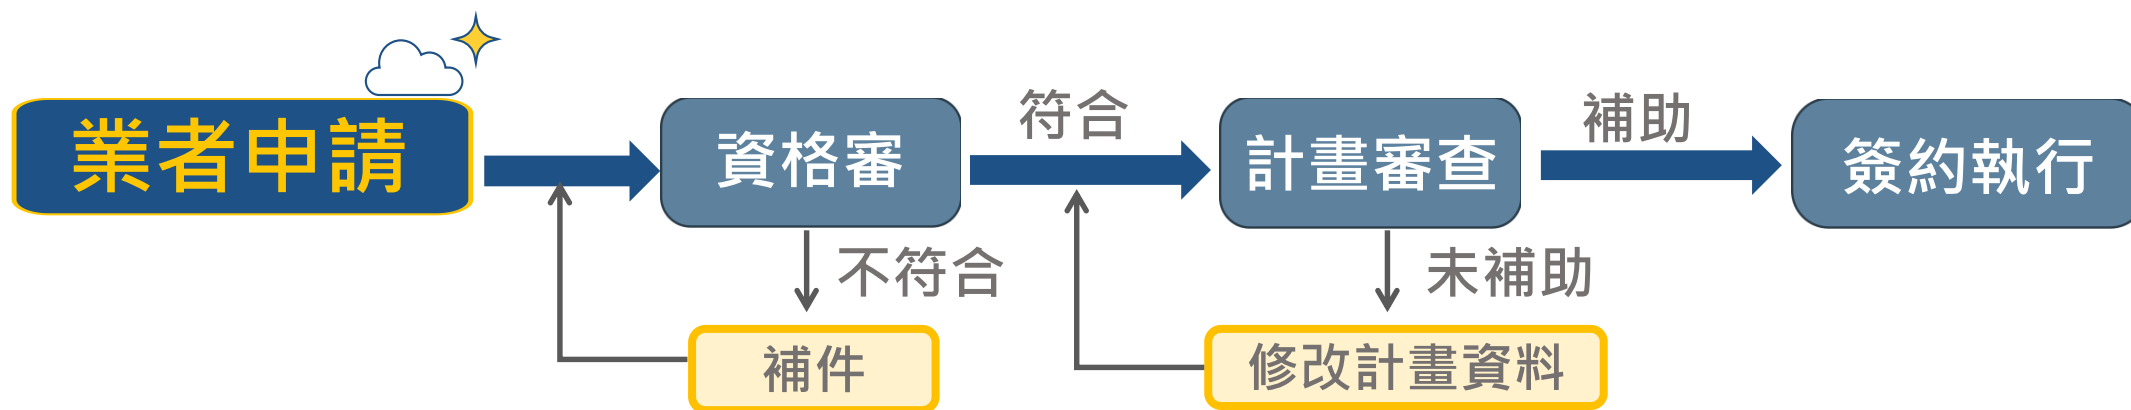 業者申請
資格審
符合
計畫審查
補助
簽約執行
不符合
未補助
補件
修改計畫資料